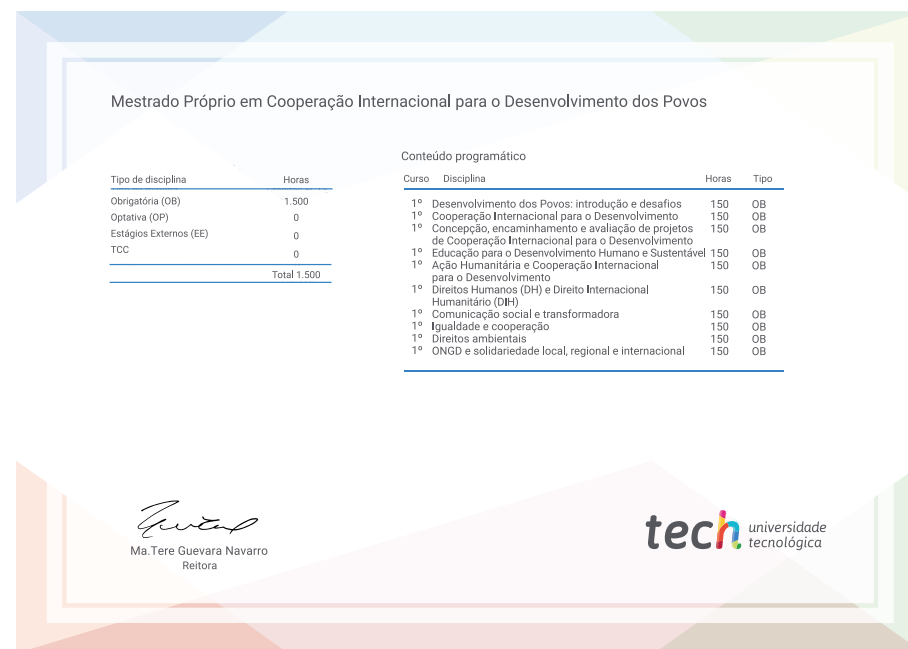 Mestrado Próprio em Cooperação Internacional para o Desenvolvimento dos Povos
Tipo de disciplina Horas
Obrigatória (OB) 1.500
Optativa (OP) 0
Estágios Externos (EE) 0
TCC 0
Total 1.500
Conteúdo programático
Curso Disciplina Horas Tipo
1º Desenvolvimento dos Povos: introdução e desafios 150 OB
1º Cooperação Internacional para o Desenvolvimento 150 OB
1º Concepção, encaminhamento e avaliação de projetos 150 OB
de Cooperação Internacional para o Desenvolvimento
1º Educação para o Desenvolvimento Humano e Sustentável 150 OB
1º Ação Humanitária e Cooperação Internacional 150 OB
para o Desenvolvimento
1º Direitos Humanos (DH) e Direito Internacional 150 OB
Humanitário (DIH)
1º Comunicação social e transformadora 150 OB
1º Igualdade e cooperação 150 OB
1º Direitos ambientais 150 OB
1º ONGD e solidariedade local, regional e internacional 150 OB
Ma.Tere Guevara Navarro
Reitora
tech universidade
tecnológica